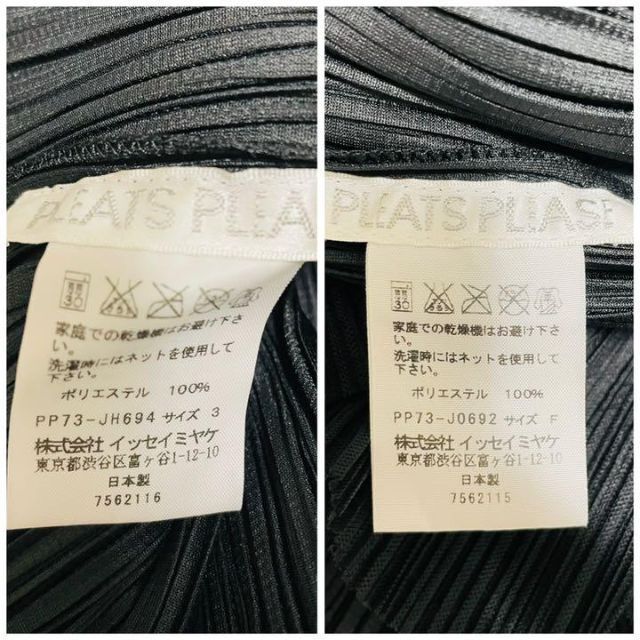 PLEATS PLEAS
家庭での乾燥機はお避け下さ
い。
洗濯時にはネットを使用して
下さい。
ポリエステル 100%
PP73-JH694 サイズ 3
株式会社 イッセイミヤケ
東京都渋谷区富ヶ谷1-12-10
日本製
7562116
PLEATS PLEASE
家庭での乾燥機はお避け下さ
い。
洗濯時にはネットを使用して
下さい。
ポリエステル 100%
PP73-JO692 サイズ F
株式会社 イッセイミヤケ
東京都渋谷区富ヶ谷1-12-10
日本製
7562115